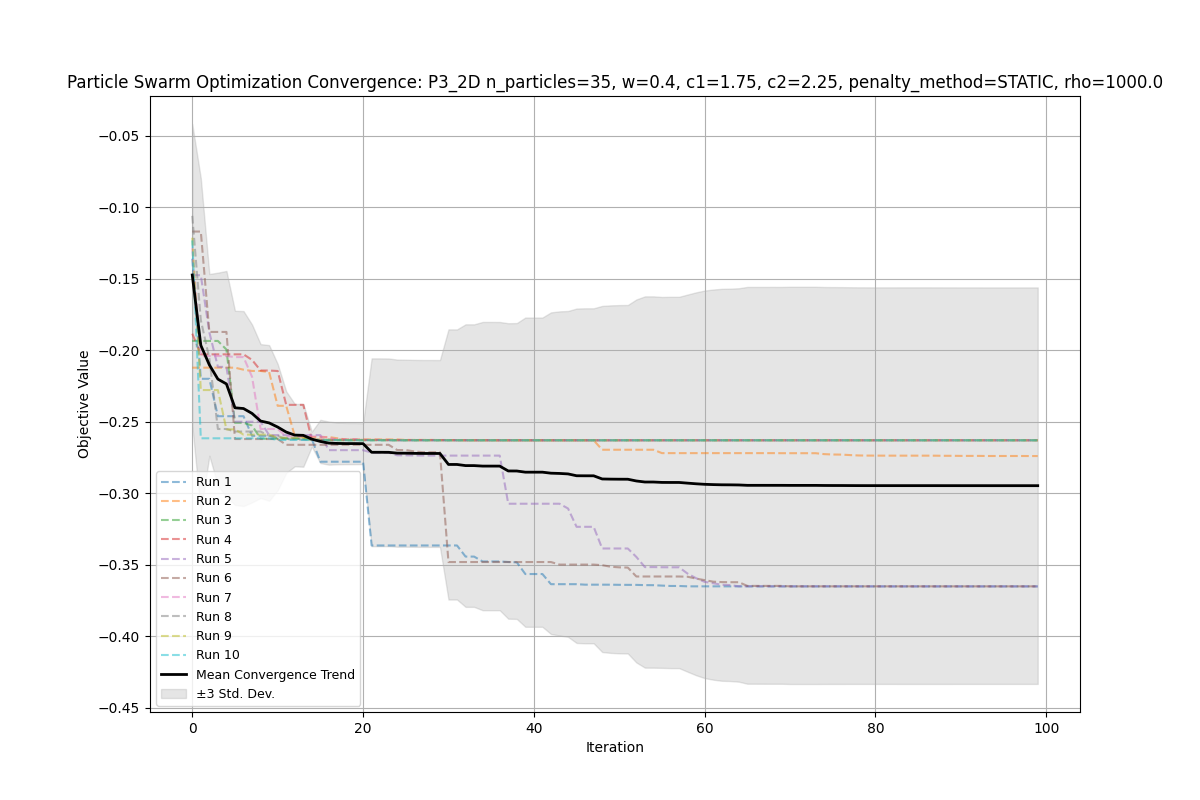 Particle Swarm Optimization Convergence: P3_2D n_particles=35, w=0.4, c1=1.75, c2=2.25, penalty_method=STATIC, rho=1000.0
Objective Value
−0.05
−0.10
−0.15
−0.20
−0.25
−0.30
−0.35
−0.40
−0.45
Run 1
Run 2
Run 3
Run 4
Run 5
Run 6
Run 7
Run 8
Run 9
Run 10
Mean Convergence Trend
±3 Std. Dev.
0 20 40 60 80 100
Iteration